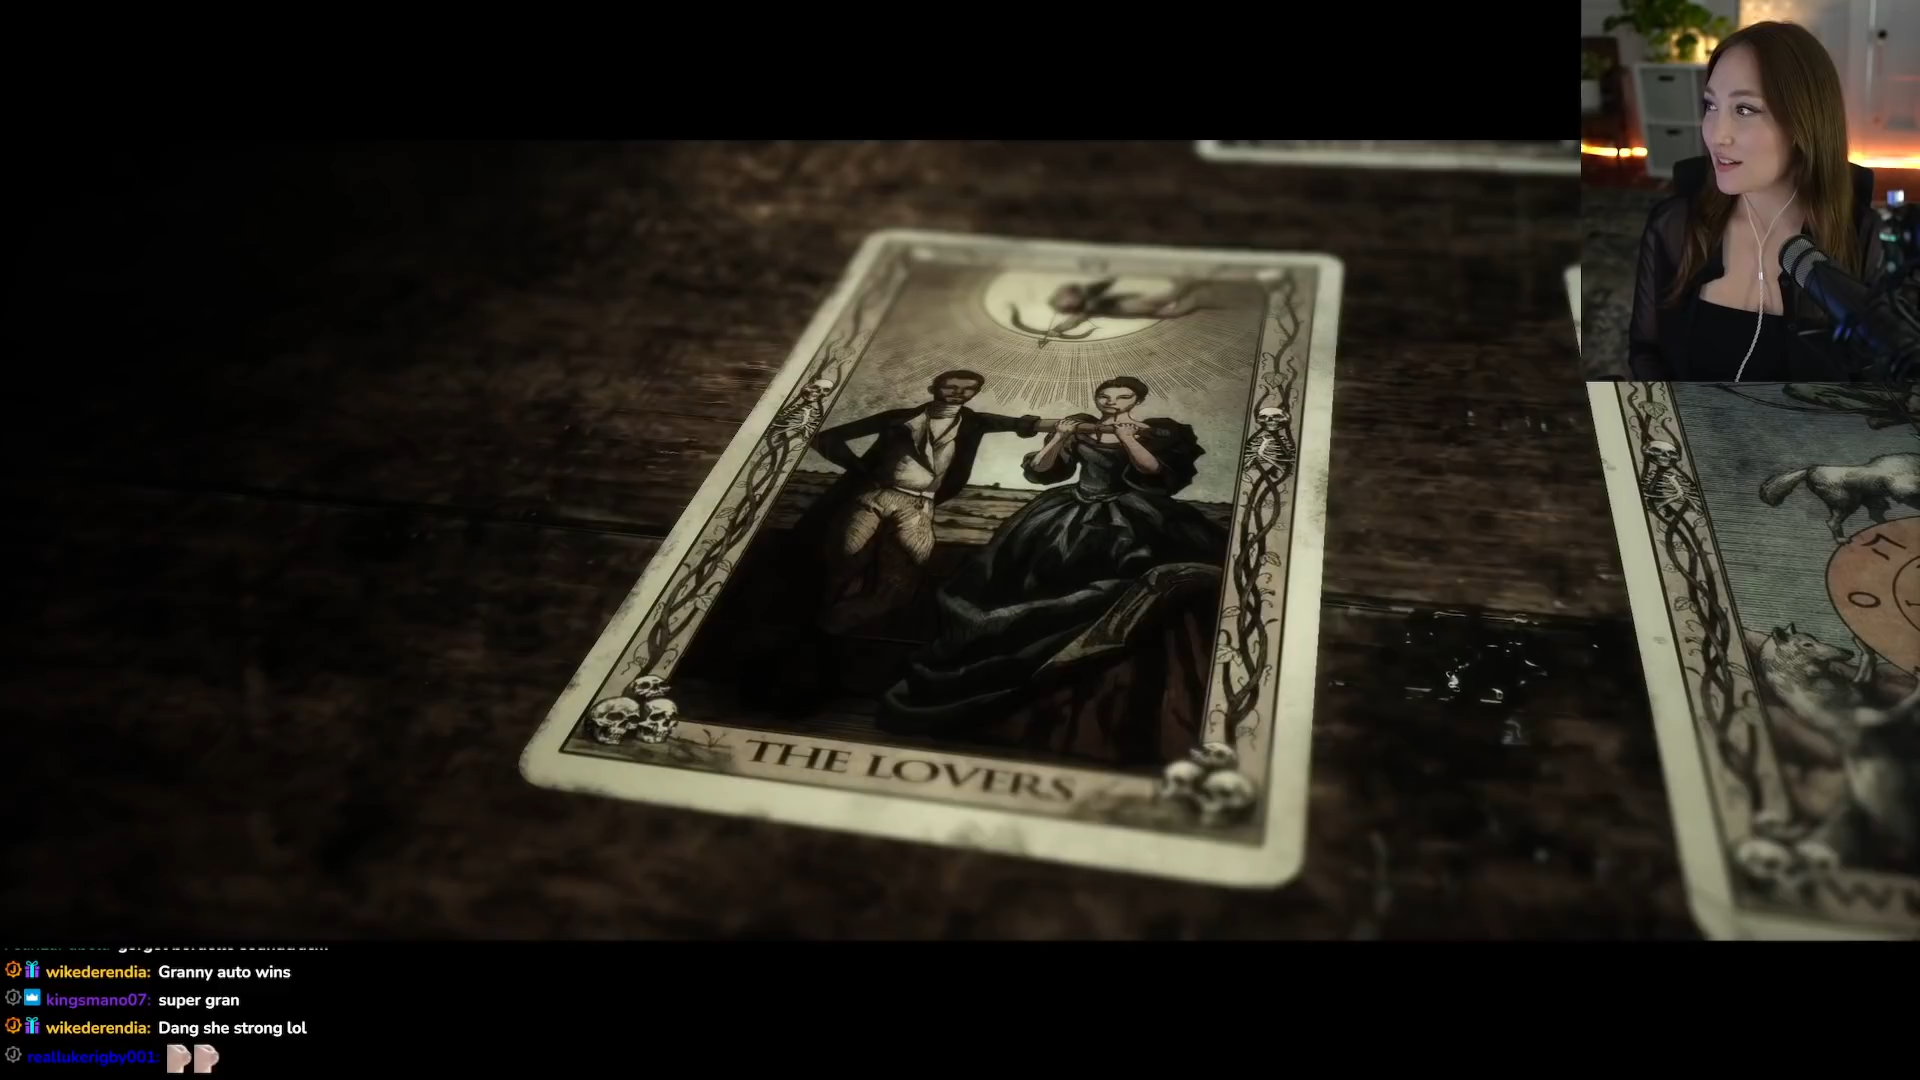 THE LOVERS
wikederendia: Granny auto wins
kingsmano07: super gran
wikederendia: Dang she strong lol
reallukerigby001: